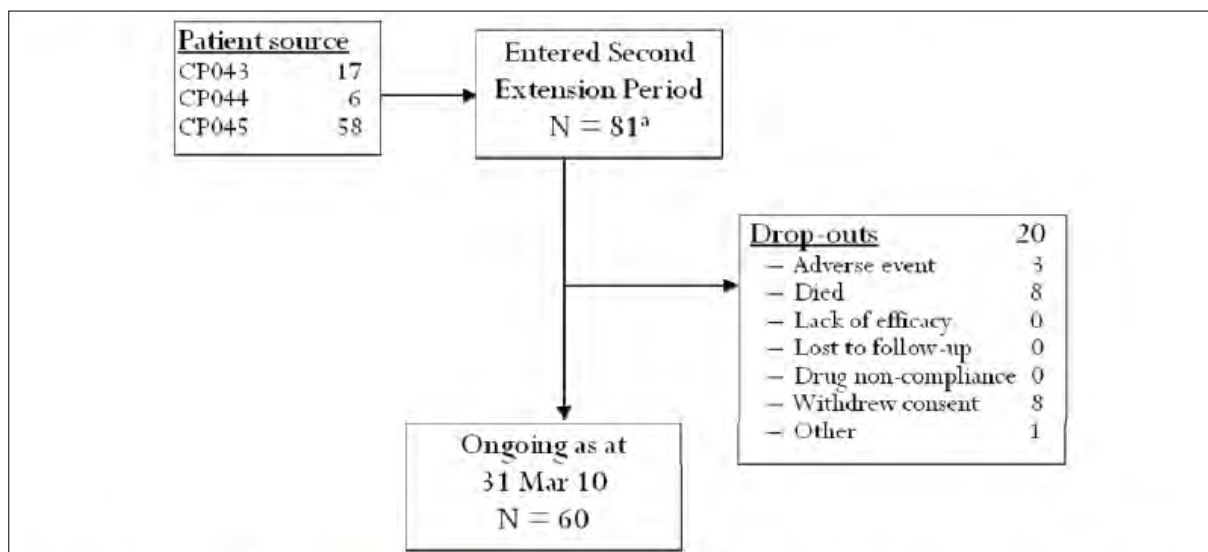 Patient source
CP043 17
CP044 6
CP045 58
Entered Second
Extension Period
N = 81ª
Drop-outs 20
– Adverse event 3
– Died 8
– Lack of efficacy 0
– Lost to follow-up 0
– Drug non-compliance 0
– Withdrew consent 8
– Other 1
Ongoing as at
31 Mar 10
N = 60